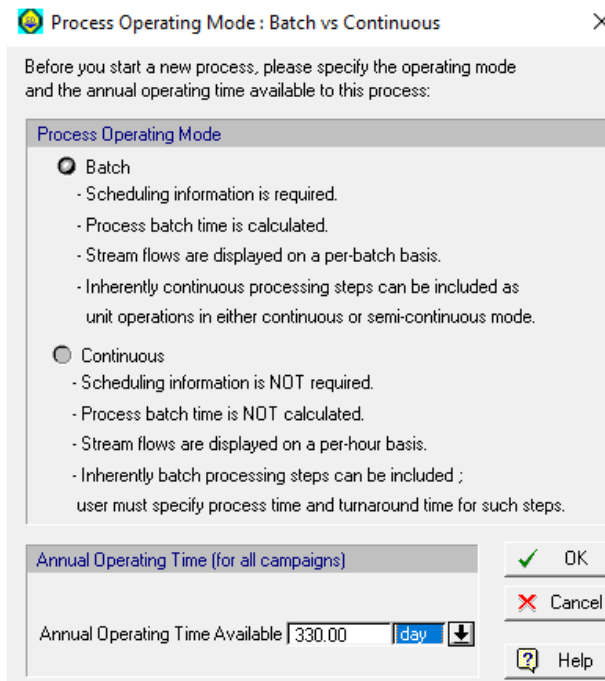 Process Operating Mode : Batch vs Continuous
Before you start a new process, please specify the operating mode
and the annual operating time available to this process:
Process Operating Mode
Batch
- Scheduling information is required.
- Process batch time is calculated.
- Stream flows are displayed on a per-batch basis.
- Inherently continuous processing steps can be included as
unit operations in either continuous or semi-continuous mode.
Continuous
- Scheduling information is NOT required.
- Process batch time is NOT calculated.
- Stream flows are displayed on a per-hour basis.
- Inherently batch processing steps can be included ;
user must specify process time and turnaround time for such steps.
Annual Operating Time (for all campaigns)
OK
Cancel
Annual Operating Time Available 330.00 day
Help